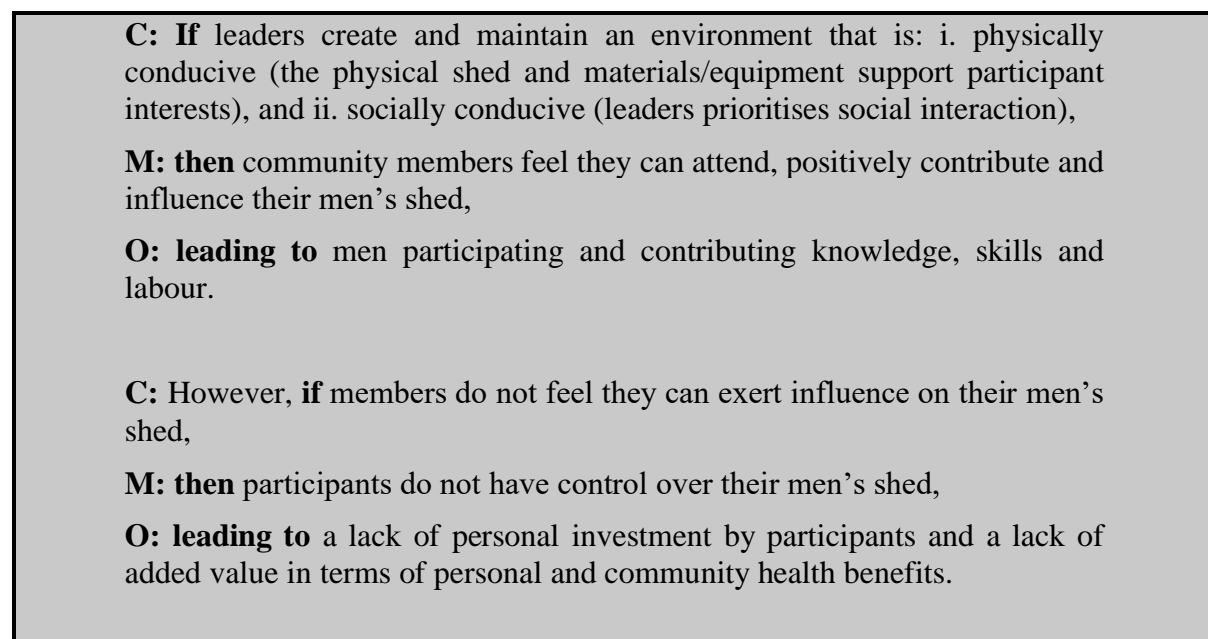 C: If leaders create and maintain an environment that is: i. physically
conducive (the physical shed and materials/equipment support participant
interests), and ii. socially conducive (leaders prioritises social interaction),
M: then community members feel they can attend, positively contribute and
influence their men’s shed,
O: leading to men participating and contributing knowledge, skills and
labour.
C: However, if members do not feel they can exert influence on their men’s
shed,
M: then participants do not have control over their men’s shed,
O: leading to a lack of personal investment by participants and a lack of
added value in terms of personal and community health benefits.